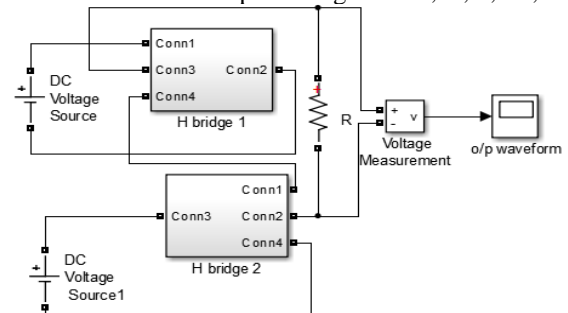 Conn1
Conn3
Conn4
Conn2
H bridge 1
DC
Voltage
Source
R
+
-
v
Voltage
Measurement
o/p waveform
Conn3
Conn1
Conn2
Conn4
H bridge 2
DC
Voltage
Source1